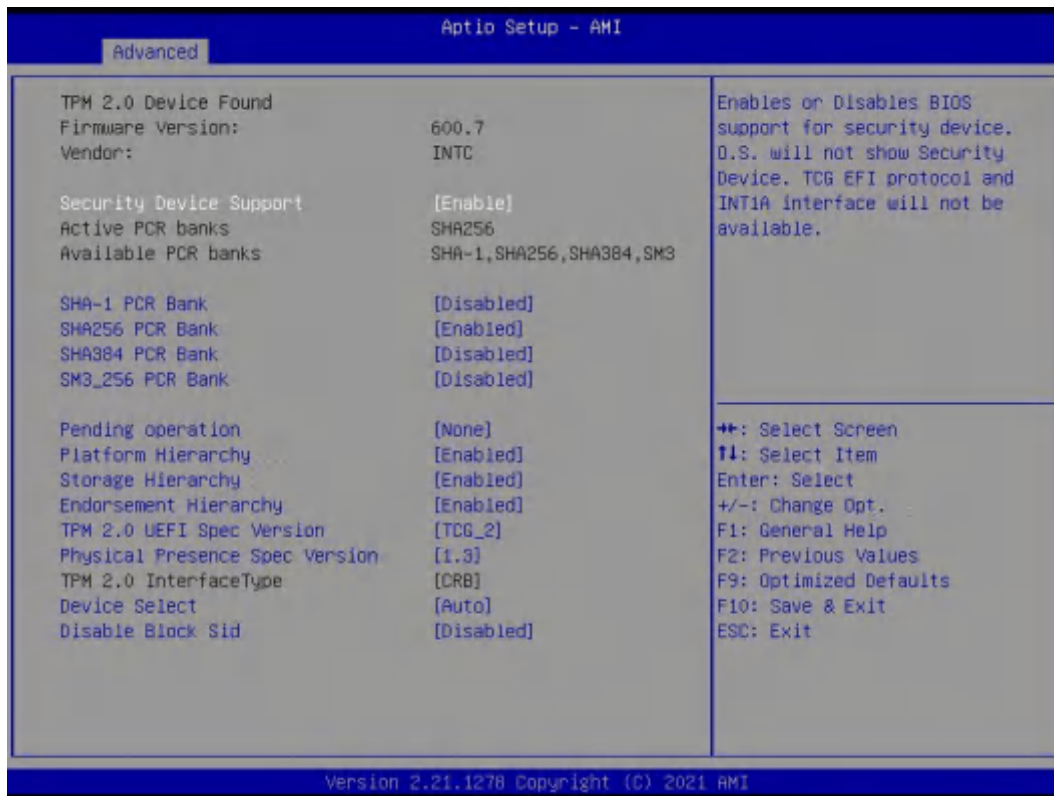 Aptio Setup - AMI
Advanced
TPM 2.0 Device Found
Firmware Version: 600.7
Vendor: INTC
Security Device Support [Enable]
Active PCR banks SHA256
Available PCR banks SHA-1,SHA256,SHA384,SM3
SHA-1 PCR Bank [Disabled]
SHA256 PCR Bank [Enabled]
SHA384 PCR Bank [Disabled]
SM3_256 PCR Bank [Disabled]
Pending operation [None]
Platform Hierarchy [Enabled]
Storage Hierarchy [Enabled]
Endorsement Hierarchy [Enabled]
TPM 2.0 UEFI Spec Version [TCG_2]
Physical Presence Spec Version [1.3]
TPM 2.0 InterfaceType [CRB]
Device Select [Auto]
Disable Block Sid [Disabled]
Enables or Disables BIOS
support for security device.
O.S. will not show Security
Device. TCG EFI protocol and
INT1A interface will not be
available.
→←: Select Screen
↑↓: Select Item
Enter: Select
+/-: Change Opt.
F1: General Help
F2: Previous Values
F9: Optimized Defaults
F10: Save & Exit
ESC: Exit
Version 2.21.1278 Copyright (C) 2021 AMI